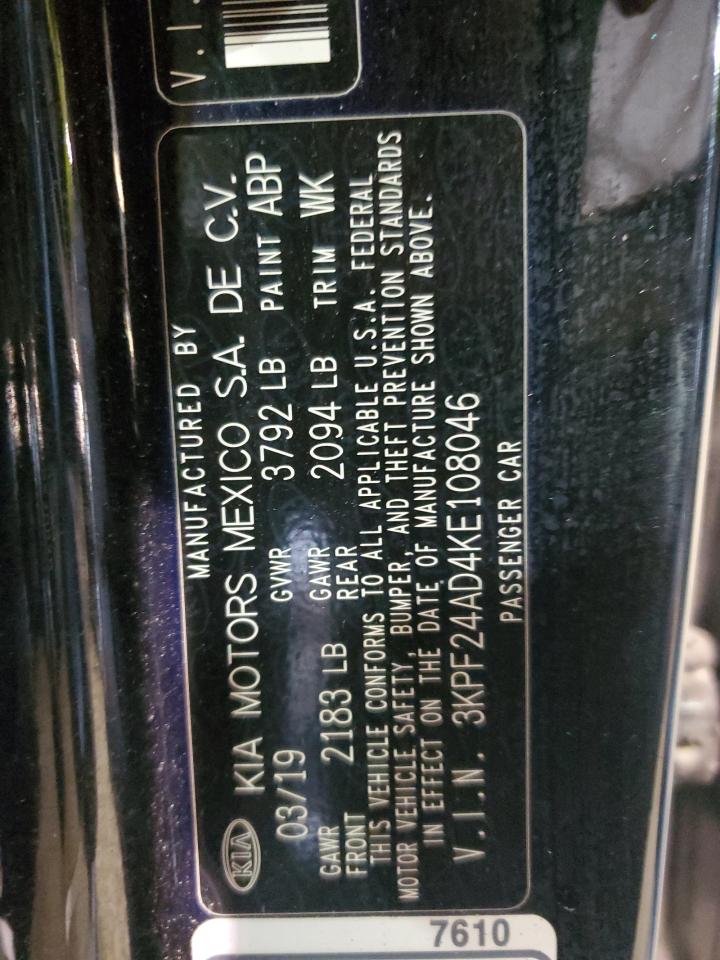 V.I.
MANUFACTURED BY
KIA KIA MOTORS MEXICO S.A. DE C.V.
03/19 GVWR 3792 LB PAINT ABP
GAWR FRONT 2183 LB GAWR REAR 2094 LB TRIM WK
THIS VEHICLE CONFORMS TO ALL APPLICABLE U.S.A. FEDERAL
MOTOR VEHICLE SAFETY, BUMPER, AND THEFT PREVENTION STANDARDS
IN EFFECT ON THE DATE OF MANUFACTURE SHOWN ABOVE.
V.I.N. 3KPF24AD4KE108046
PASSENGER CAR
7610